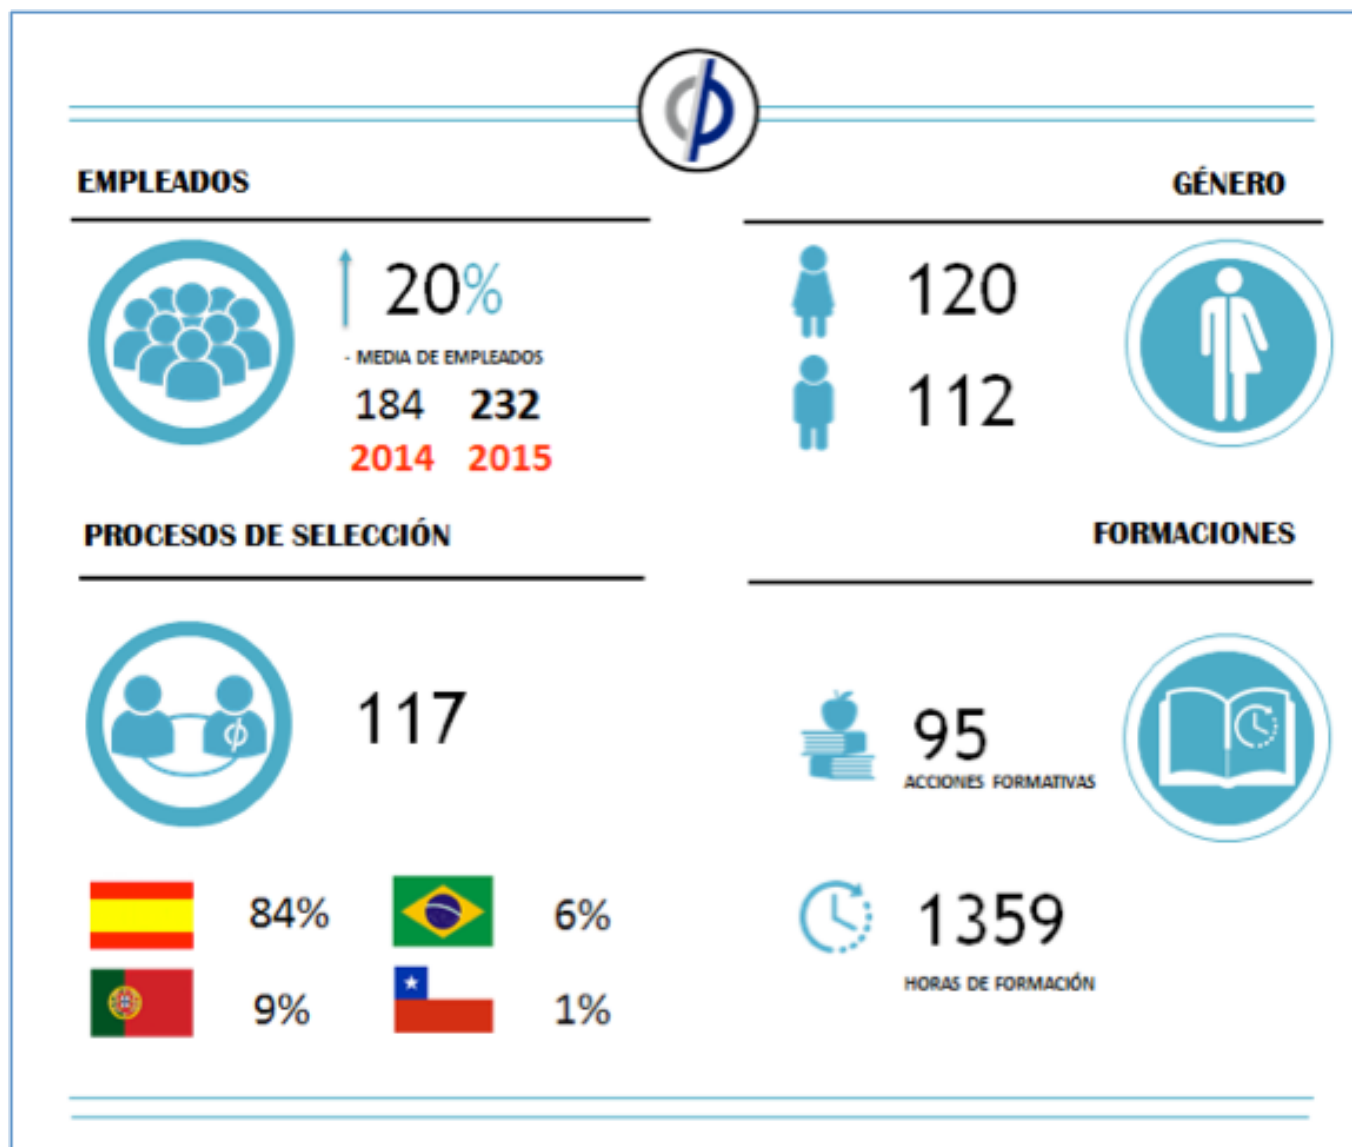 EMPLEADOS
20%
- MEDIA DE EMPLEADOS
184 232
2014 2015
GÉNERO
120
112
PROCESOS DE SELECCIÓN
117
84% 6%
9% 1%
FORMACIONES
95
ACCIONES FORMATIVAS
1359
HORAS DE FORMACIÓN